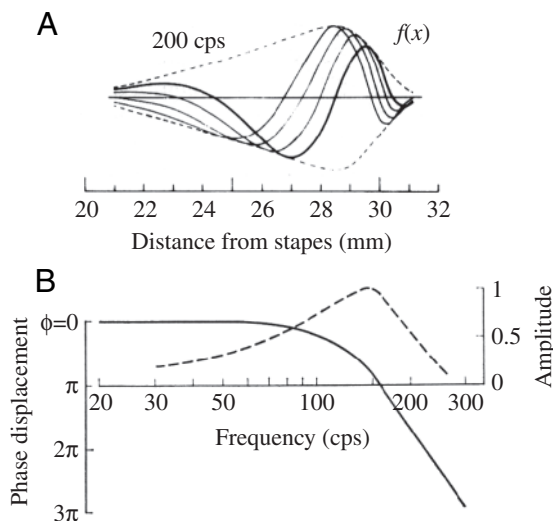 A
200 cps
f(x)
20 22 24 26 28 30 32
Distance from stapes (mm)
B
Phase displacement
ϕ=0
π
2π
3π
1
0.5
0
Amplitude
20 30 50 100 200 300
Frequency (cps)